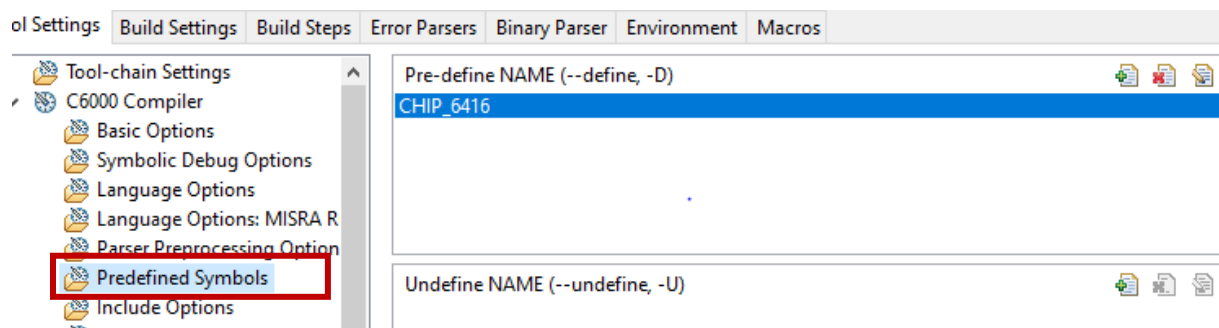 ol Settings Build Settings Build Steps Error Parsers Binary Parser Environment Macros
Tool-chain Settings
C6000 Compiler
Basic Options
Symbolic Debug Options
Language Options
Language Options: MISRA R
Parser Preprocessing Option
Predefined Symbols
Include Options
Pre-define NAME (--define, -D)
CHIP_6416
Undefine NAME (--undefine, -U)